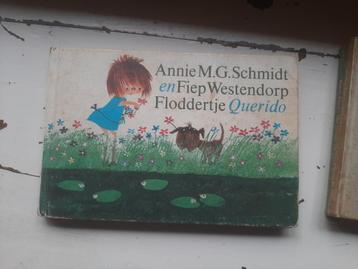 Annie M.G. Schmidt
en Fiep Westendorp
Floddertje Querido